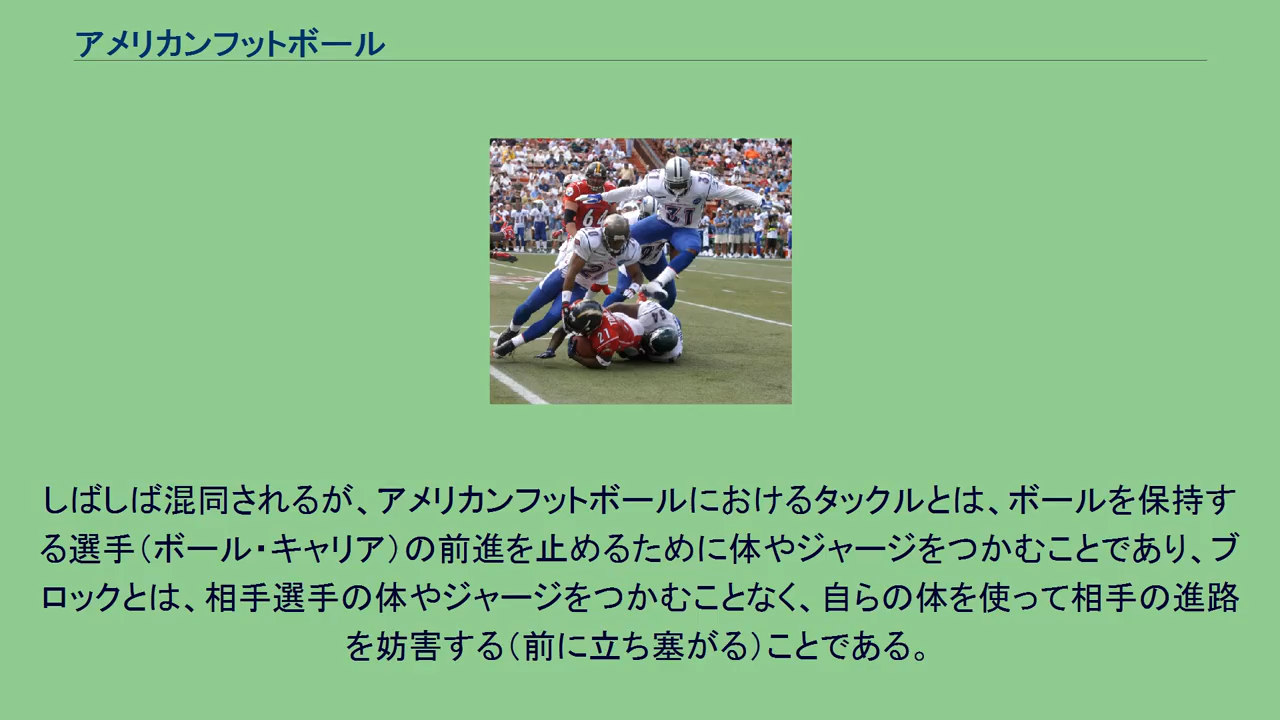 アメリカンフットボール
31
64
21
しばしば混同されるが、アメリカンフットボールにおけるタックルとは、ボールを保持す
る選手（ボール・キャリア）の前進を止めるために体やジャージをつかむことであり、ブ
ロックとは、相手選手の体やジャージをつかむことなく、自らの体を使って相手の進路
を妨害する（前に立ち塞がる）ことである。